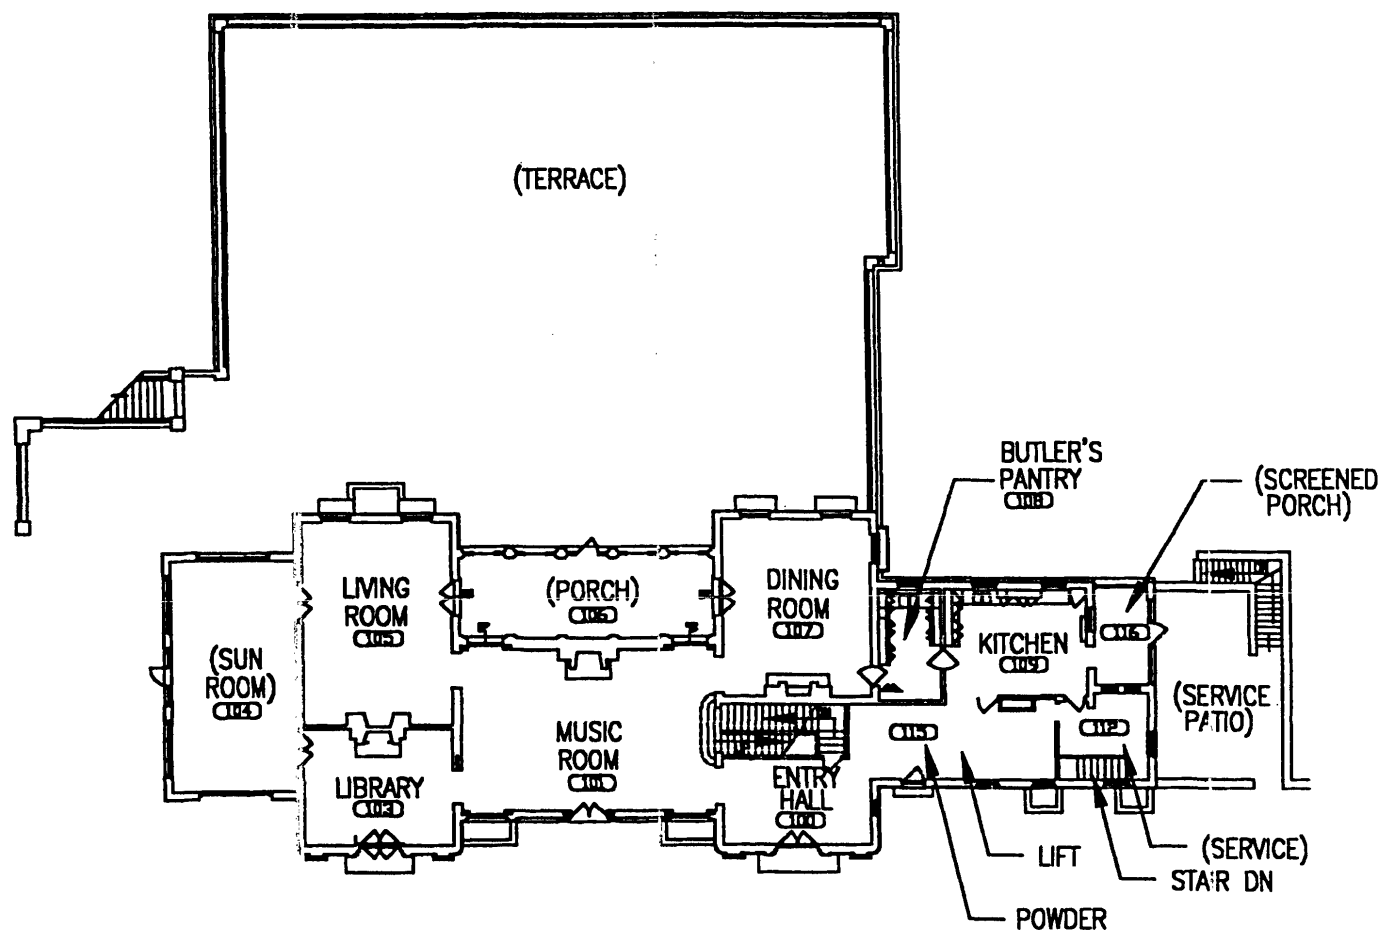 (TERRACE)
BUTLER'S
PANTRY
108
(SCREENED
PORCH)
LIVING
ROOM
105
(PORCH)
106
DINING
ROOM
107
KITCHEN
109
116
(SUN
ROOM)
104
(SERVICE
PATIO)
MUSIC
ROOM
101
115
112
LIBRARY
103
ENTRY
HALL
100
LIFT
(SERVICE)
STAIR DN
POWDER